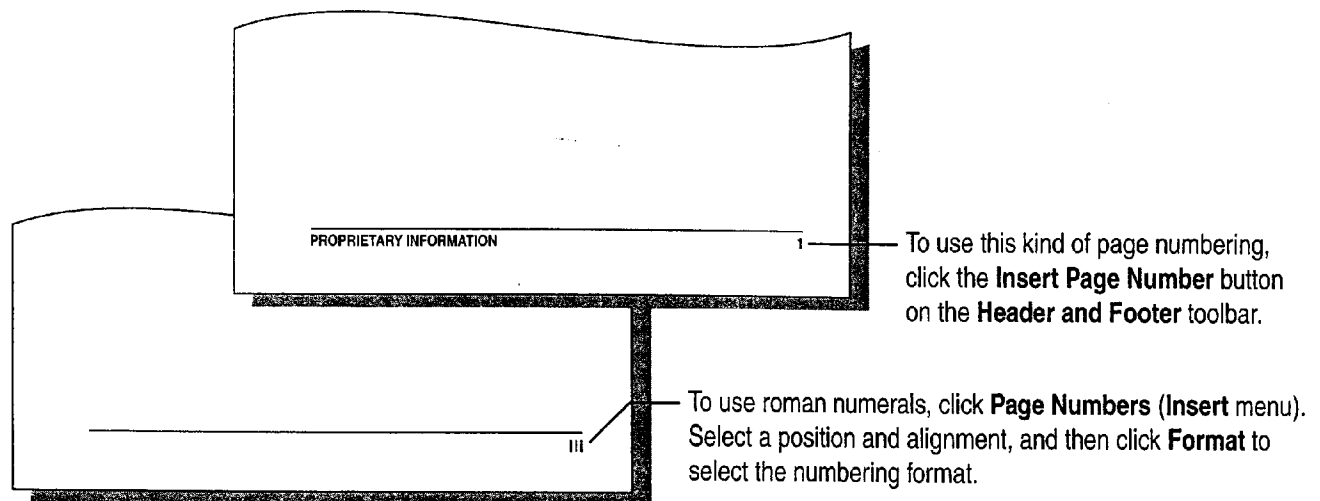 PROPRIETARY INFORMATION 1
To use this kind of page numbering,
click the Insert Page Number button
on the Header and Footer toolbar.
III
To use roman numerals, click Page Numbers (Insert menu).
Select a position and alignment, and then click Format to
select the numbering format.